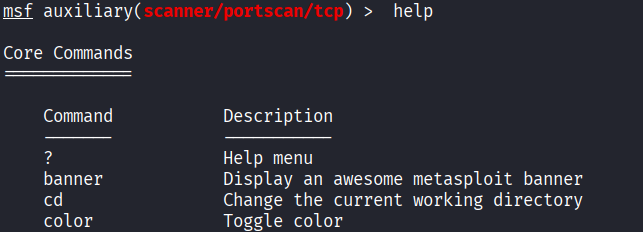 msf auxiliary(scanner/portscan/tcp) > help
Core Commands
=============
Command Description
------- -----------
? Help menu
banner Display an awesome metasploit banner
cd Change the current working directory
color Toggle color